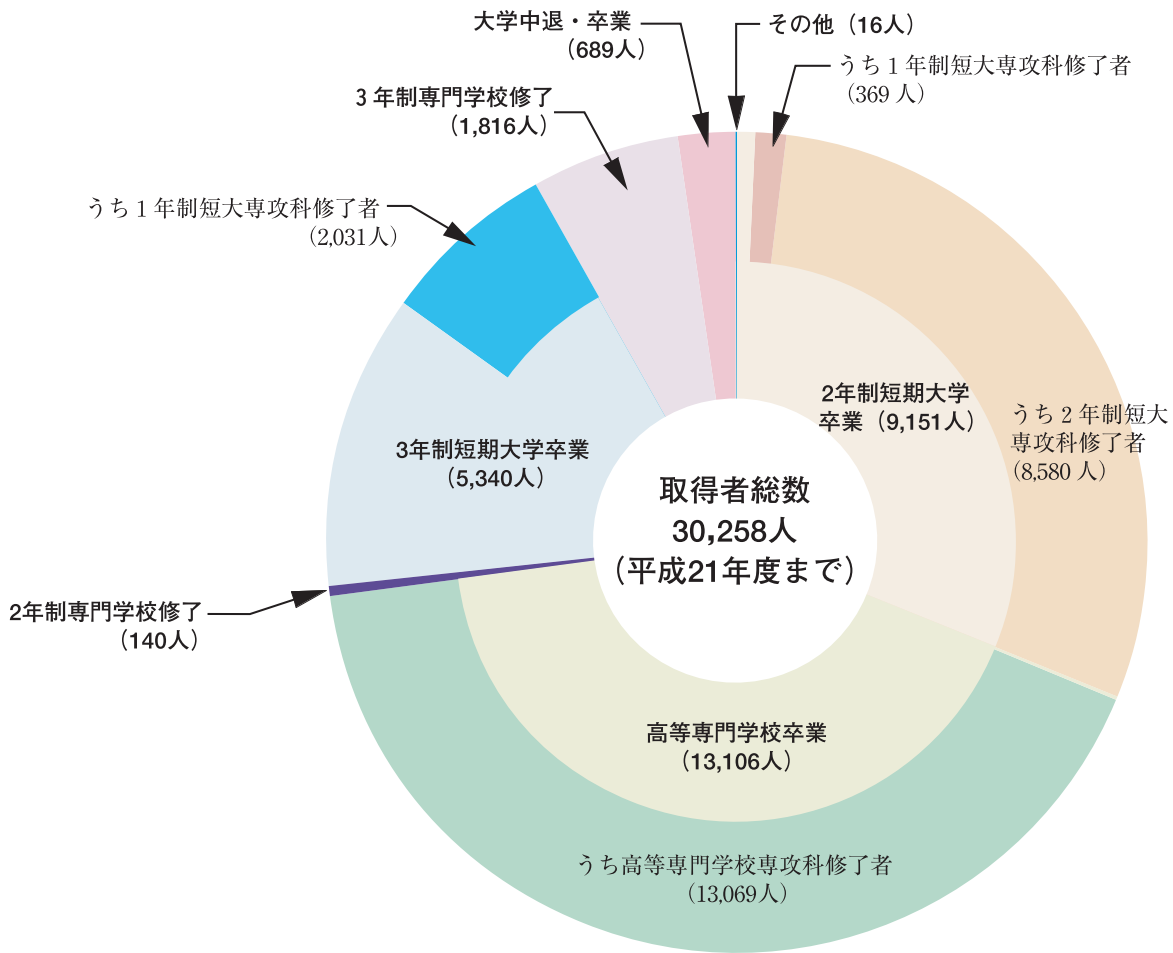 大学中退・卒業
（689人）
その他（16人）
うち１年制短大専攻科修了者
（369 人）
３年制専門学校修了
（1,816人）
うち１年制短大専攻科修了者
（2,031人）
2年制短期大学
卒業（9,151人）
うち２年制短大
専攻科修了者
（8,580 人）
3年制短期大学卒業
（5,340人）
取得者総数
30,258人
（平成21年度まで）
2年制専門学校修了
（140人）
高等専門学校卒業
（13,106人）
うち高等専門学校専攻科修了者
（13,069人）